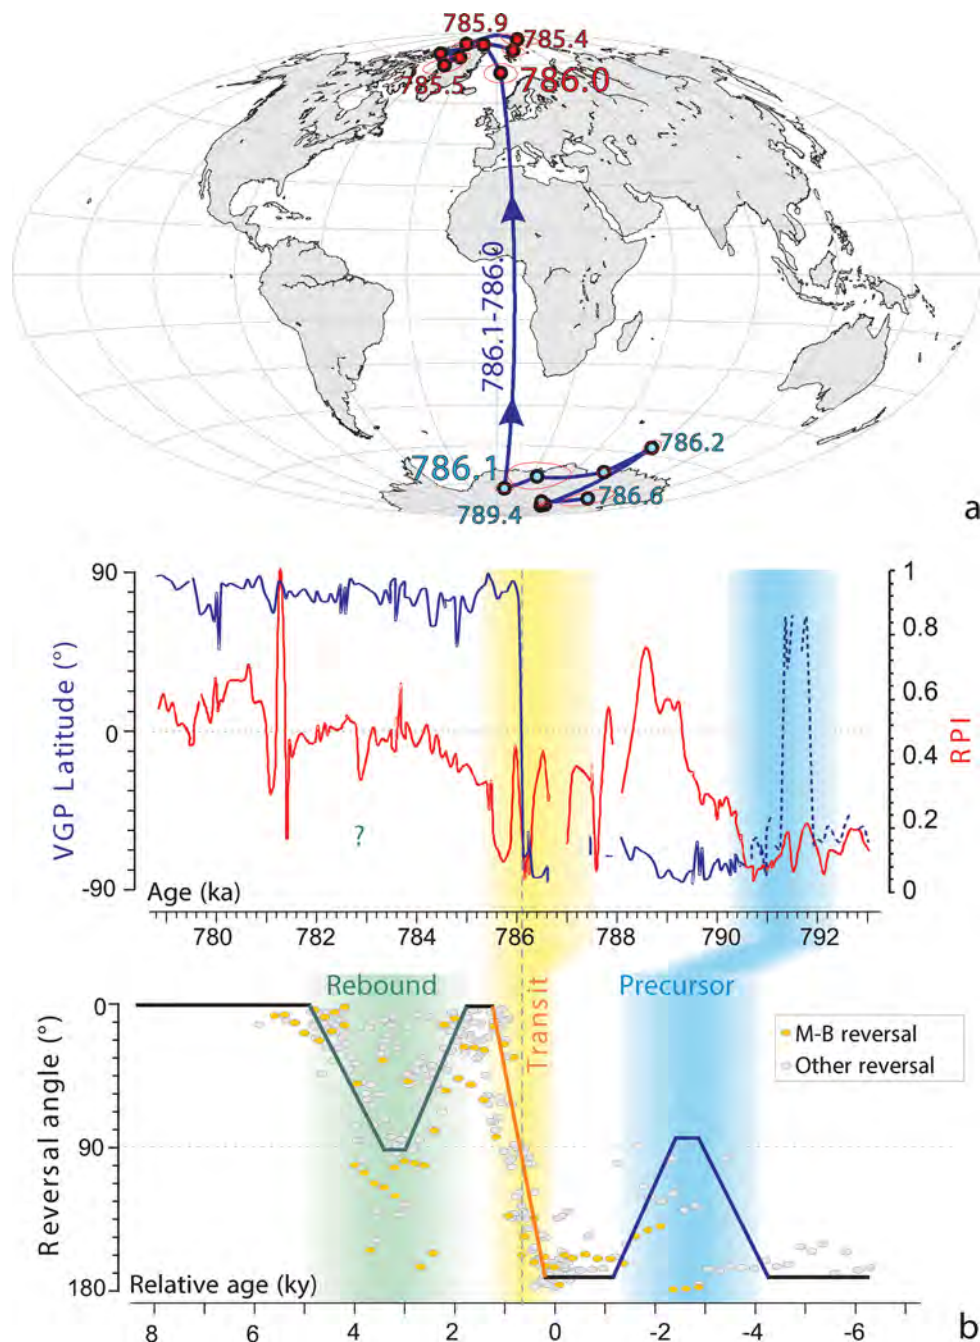 785.9
785.4
785.5
786.0
786.1-786.0
786.2
786.1
786.6
789.4
a
90
0
-90
VGP Latitude (°)
1
0.8
0.6
0.4
0.2
0
RPI
?
Age (ka)
780 782 784 786 788 790 792
Rebound
Transit
Precursor
M-B reversal
Other reversal
0
90
180
Reversal angle (°)
Relative age (ky)
8 6 4 2 0 -2 -4 -6
b